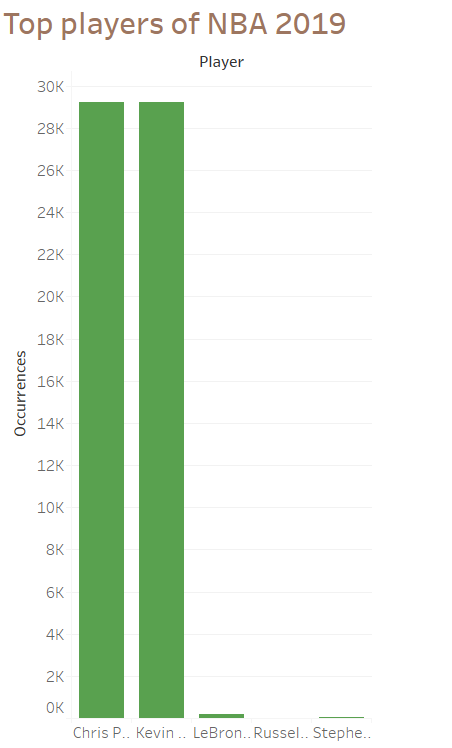 Top players of NBA 2019
Player
30K
28K
26K
24K
22K
20K
18K
16K
14K
12K
10K
8K
6K
4K
2K
0K
Occurrences
Chris P.. Kevin .. LeBron.. Russel.. Stephe..